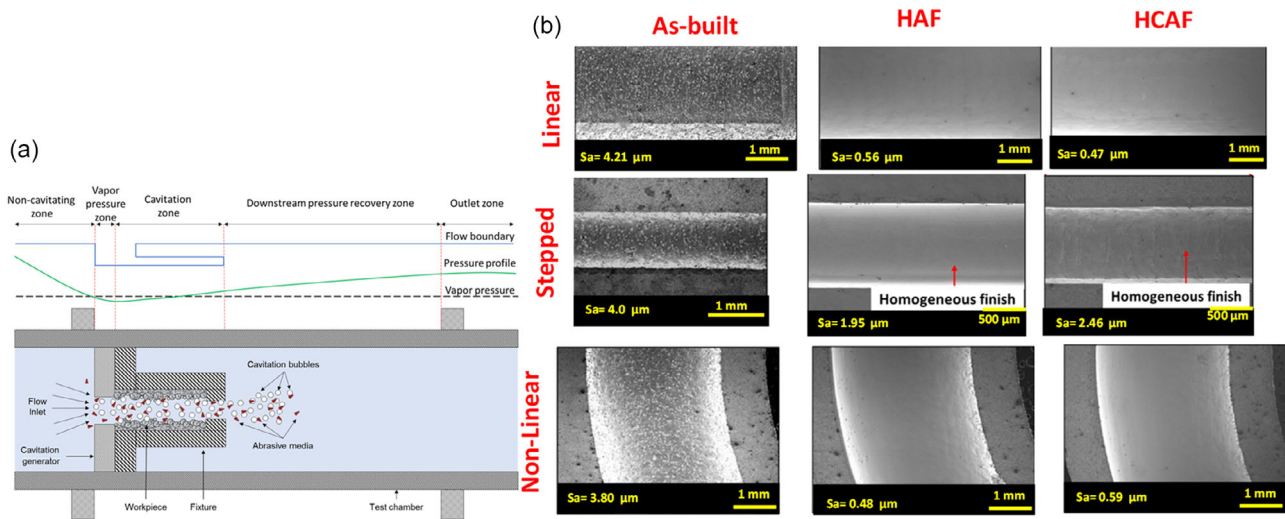 (a)
Non-cavitating
zone
Vapor
pressure
zone
Cavitation
zone
Downstream pressure recovery zone
Outlet zone
Flow boundary
Pressure profile
Vapor pressure
Flow
Inlet
Cavitation
generator
Cavitation bubbles
Abrasive media
Workpiece
Fixture
Test chamber
(b)
As-built
HAF
HCAF
Linear
Sa= 4.21 μm
1 mm
Sa= 0.56 μm
1 mm
Sa= 0.47 μm
1 mm
Stepped
Sa= 4.0 μm
1 mm
Homogeneous finish
Sa= 1.95 μm
500 μm
Homogeneous finish
Sa= 2.46 μm
500 μm
Non-Linear
Sa= 3.80 μm
1 mm
Sa= 0.48 μm
1 mm
Sa= 0.59 μm
1 mm